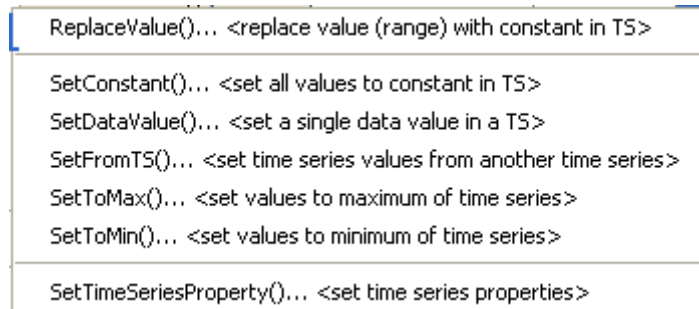 ReplaceValue()... <replace value (range) with constant in TS>
SetConstant()... <set all values to constant in TS>
SetDataValue()... <set a single data value in a TS>
SetFromTS()... <set time series values from another time series>
SetToMax()... <set values to maximum of time series>
SetToMin()... <set values to minimum of time series>
SetTimeSeriesProperty()... <set time series properties>